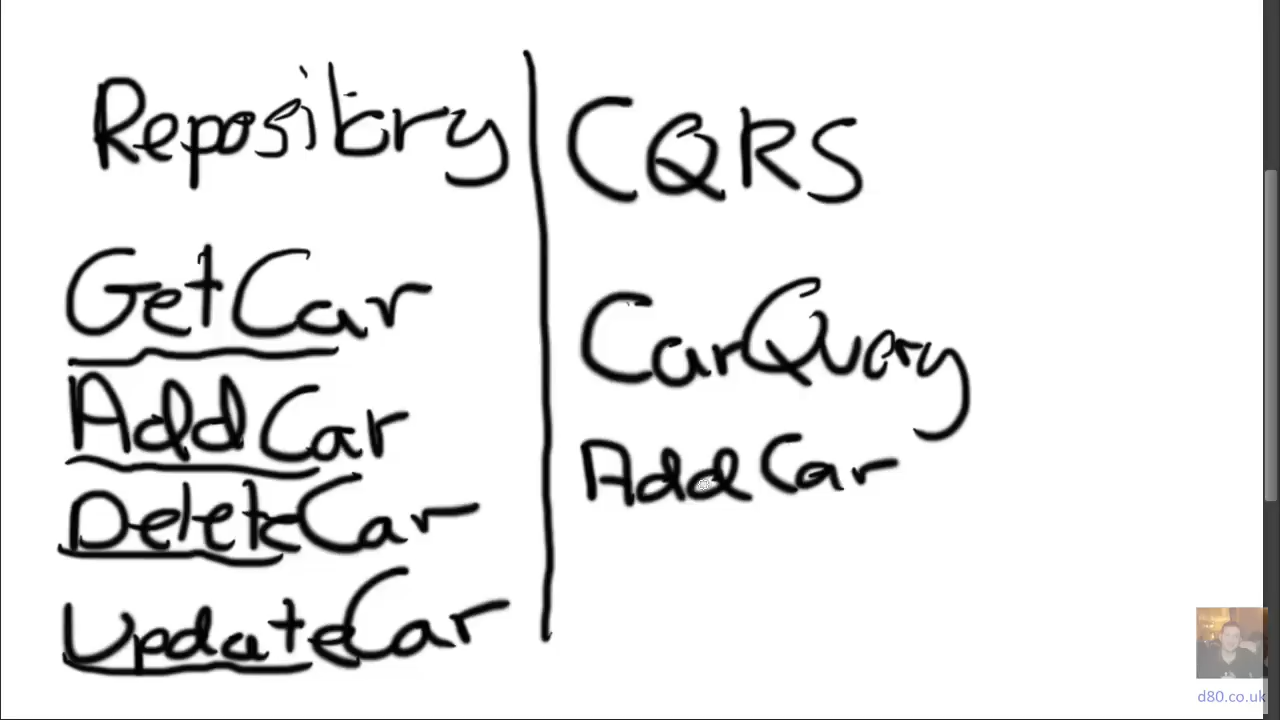 Repository
GetCar
AddCar
DeleteCar
UpdateCar
CQRS
CarQuery
AddCar
d80.co.uk